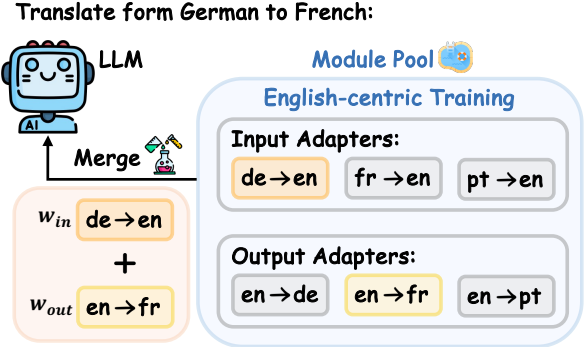 Translate form German to French:
LLM
AI
Module Pool
English-centric Training
Merge
Input Adapters:
de→en fr→en pt→en
w_in de→en
+
w_out en→fr
Output Adapters:
en→de en→fr en→pt